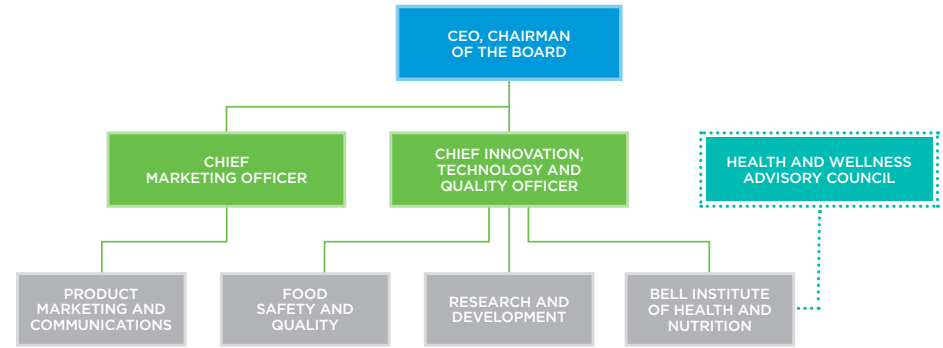 CEO, CHAIRMAN
OF THE BOARD
CHIEF
MARKETING OFFICER
CHIEF INNOVATION,
TECHNOLOGY AND
QUALITY OFFICER
HEALTH AND WELLNESS
ADVISORY COUNCIL
PRODUCT
MARKETING AND
COMMUNICATIONS
FOOD
SAFETY AND
QUALITY
RESEARCH AND
DEVELOPMENT
BELL INSTITUTE
OF HEALTH AND
NUTRITION